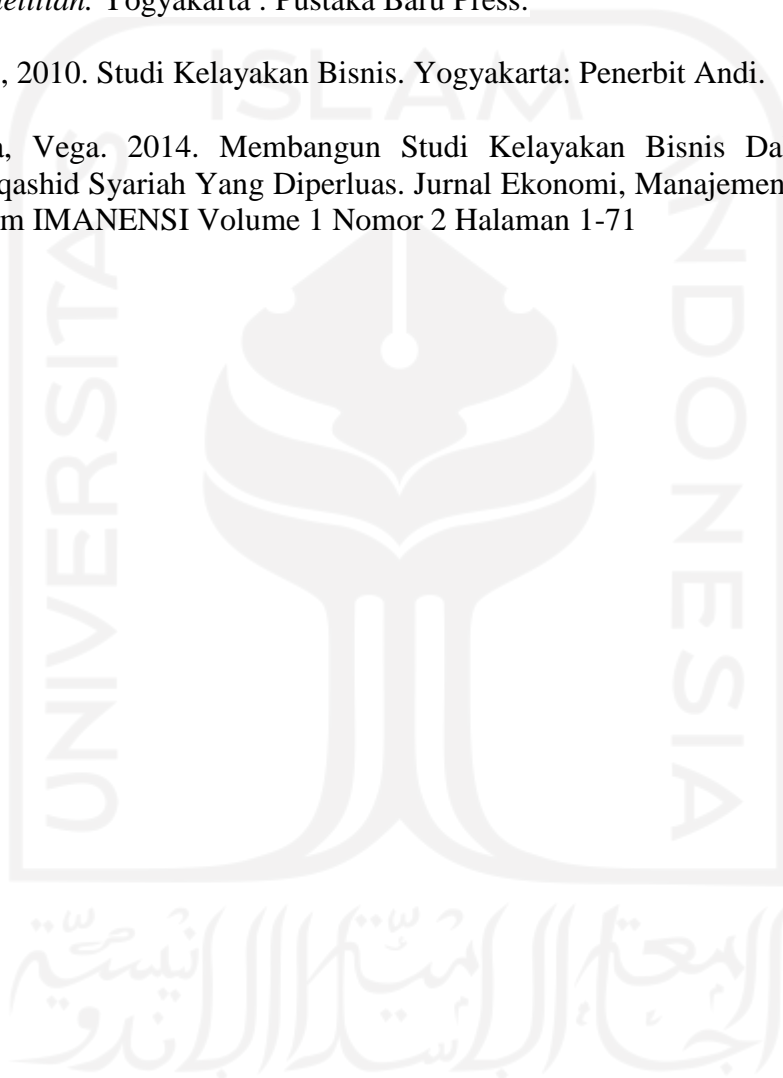 Yogyakarta : Pustaka Baru Press.
, 2010. Studi Kelayakan Bisnis. Yogyakarta: Penerbit Andi.
a, Vega. 2014. Membangun Studi Kelayakan Bisnis Da
qashid Syariah Yang Diperluas. Jurnal Ekonomi, Manajemen
m IMANENSI Volume 1 Nomor 2 Halaman 1-71
ISLAM
UNIVERSITAS
INDONESIA